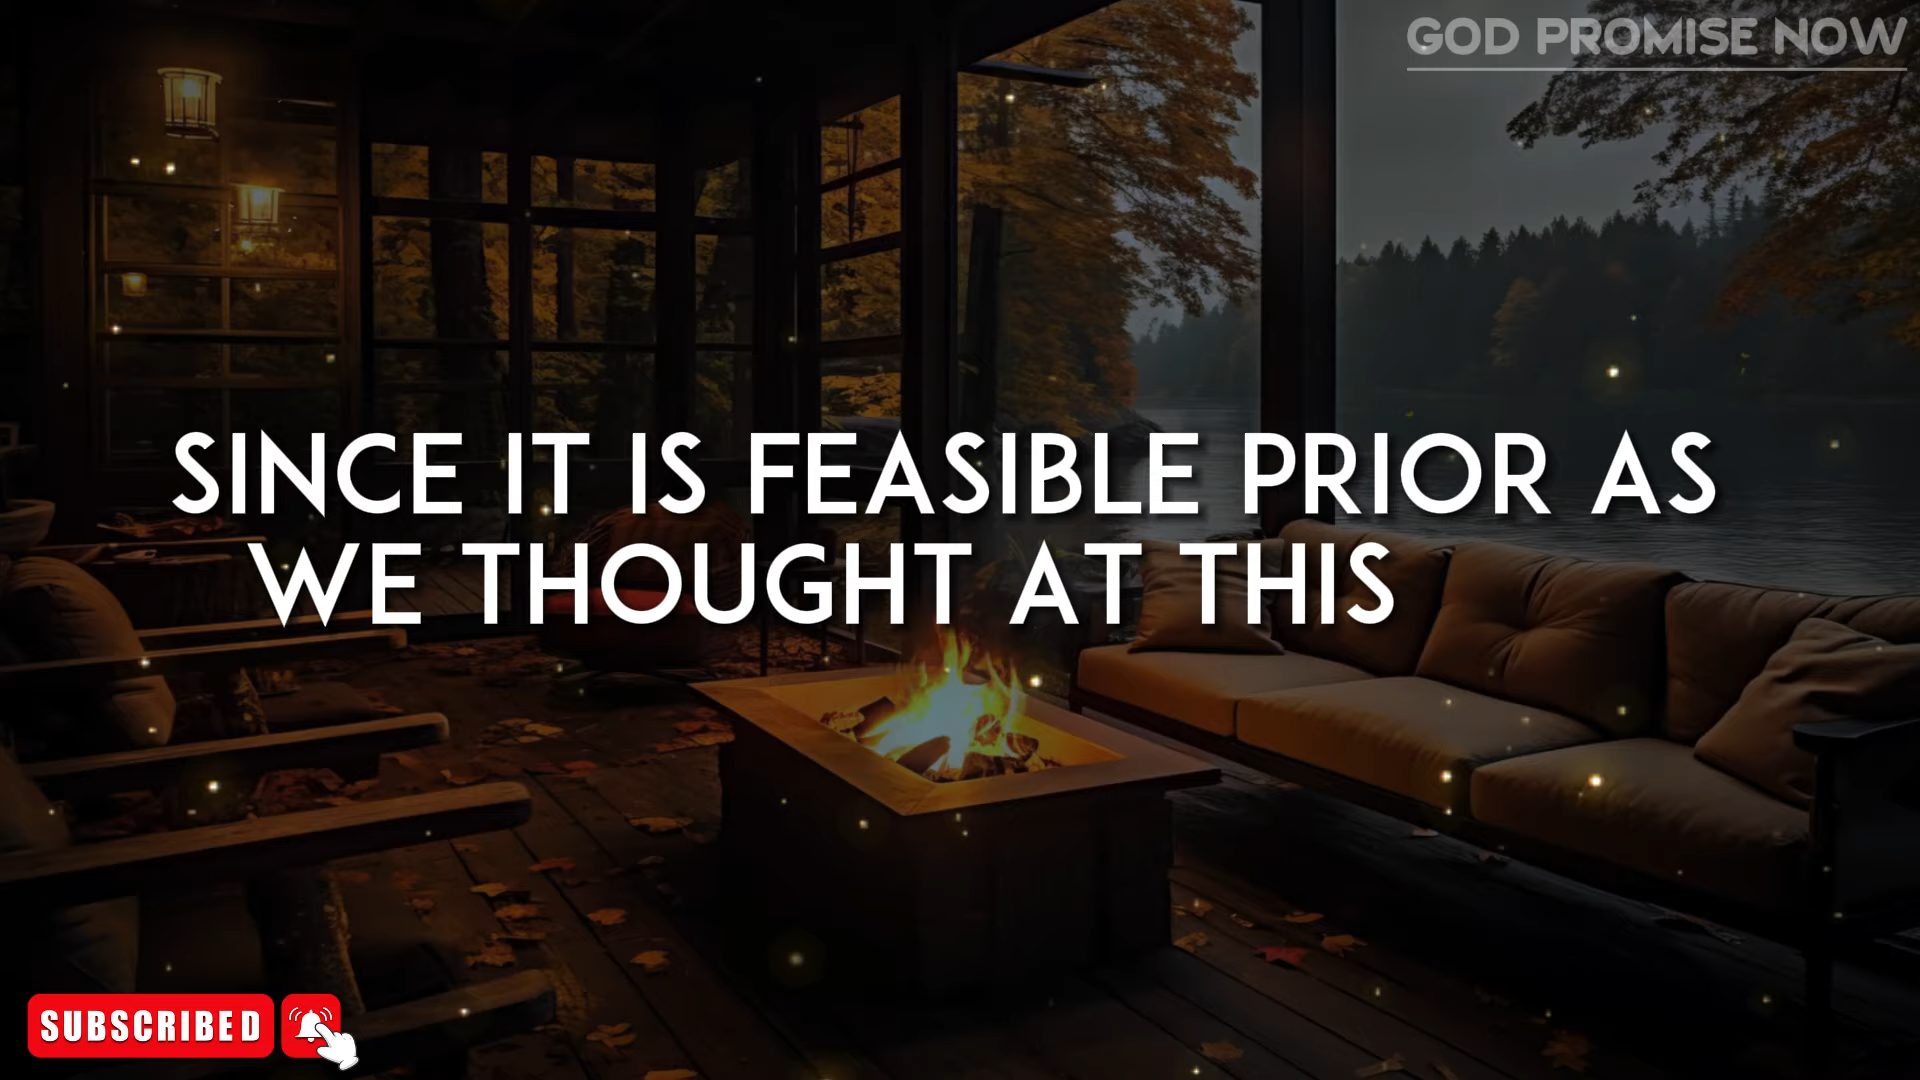 GOD PROMISE NOW
SINCE IT IS FEASIBLE PRIOR AS
WE THOUGHT AT THIS
SUBSCRIBED